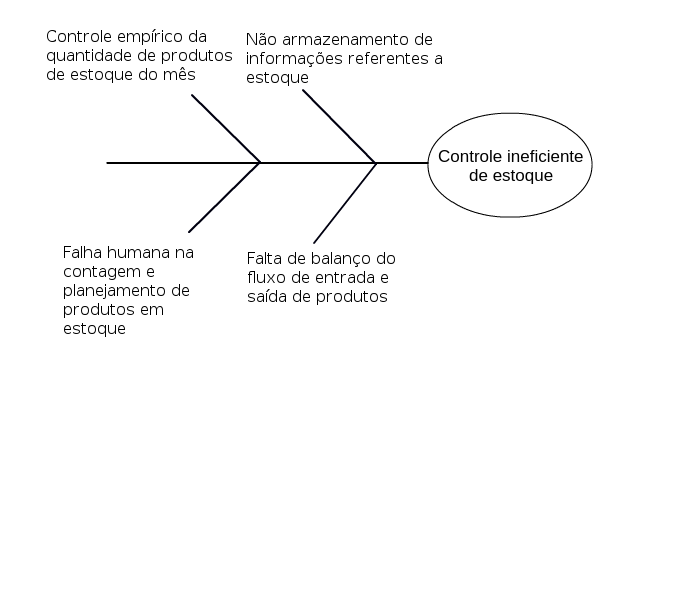 Controle empírico da
quantidade de produtos
de estoque do mês
Não armazenamento de
informações referentes a
estoque
Controle ineficiente
de estoque
Falha humana na
contagem e
planejamento de
produtos em
estoque
Falta de balanço do
fluxo de entrada e
saída de produtos